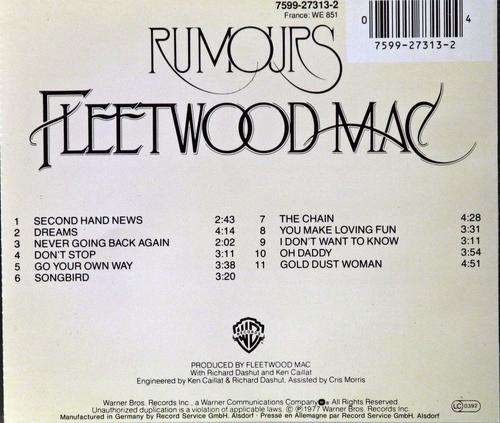 7599-27313-2
France: WE 851
0 4
7599-27313-2
RUMOURS
FLEETWOOD MAC
1 SECOND HAND NEWS 2:43
2 DREAMS 4:14
3 NEVER GOING BACK AGAIN 2:02
4 DON'T STOP 3:11
5 GO YOUR OWN WAY 3:38
6 SONGBIRD 3:20
7 THE CHAIN 4:28
8 YOU MAKE LOVING FUN 3:31
9 I DON'T WANT TO KNOW 3:11
10 OH DADDY 3:54
11 GOLD DUST WOMAN 4:51
PRODUCED BY FLEETWOOD MAC
With Richard Dashut and Ken Caillat
Engineered by Ken Caillat & Richard Dashut. Assisted by Cris Morris
Warner Bros. Records Inc., a Warner Communications Company ® All Rights Reserved
Unauthorized duplication is a violation of applicable laws. © ℗ 1977 Warner Bros. Records Inc.
Manufactured in Germany by Record Service GmbH, Alsdorf · Pressé en Allemagne par Record Service GmbH, Alsdorf
LC 0392